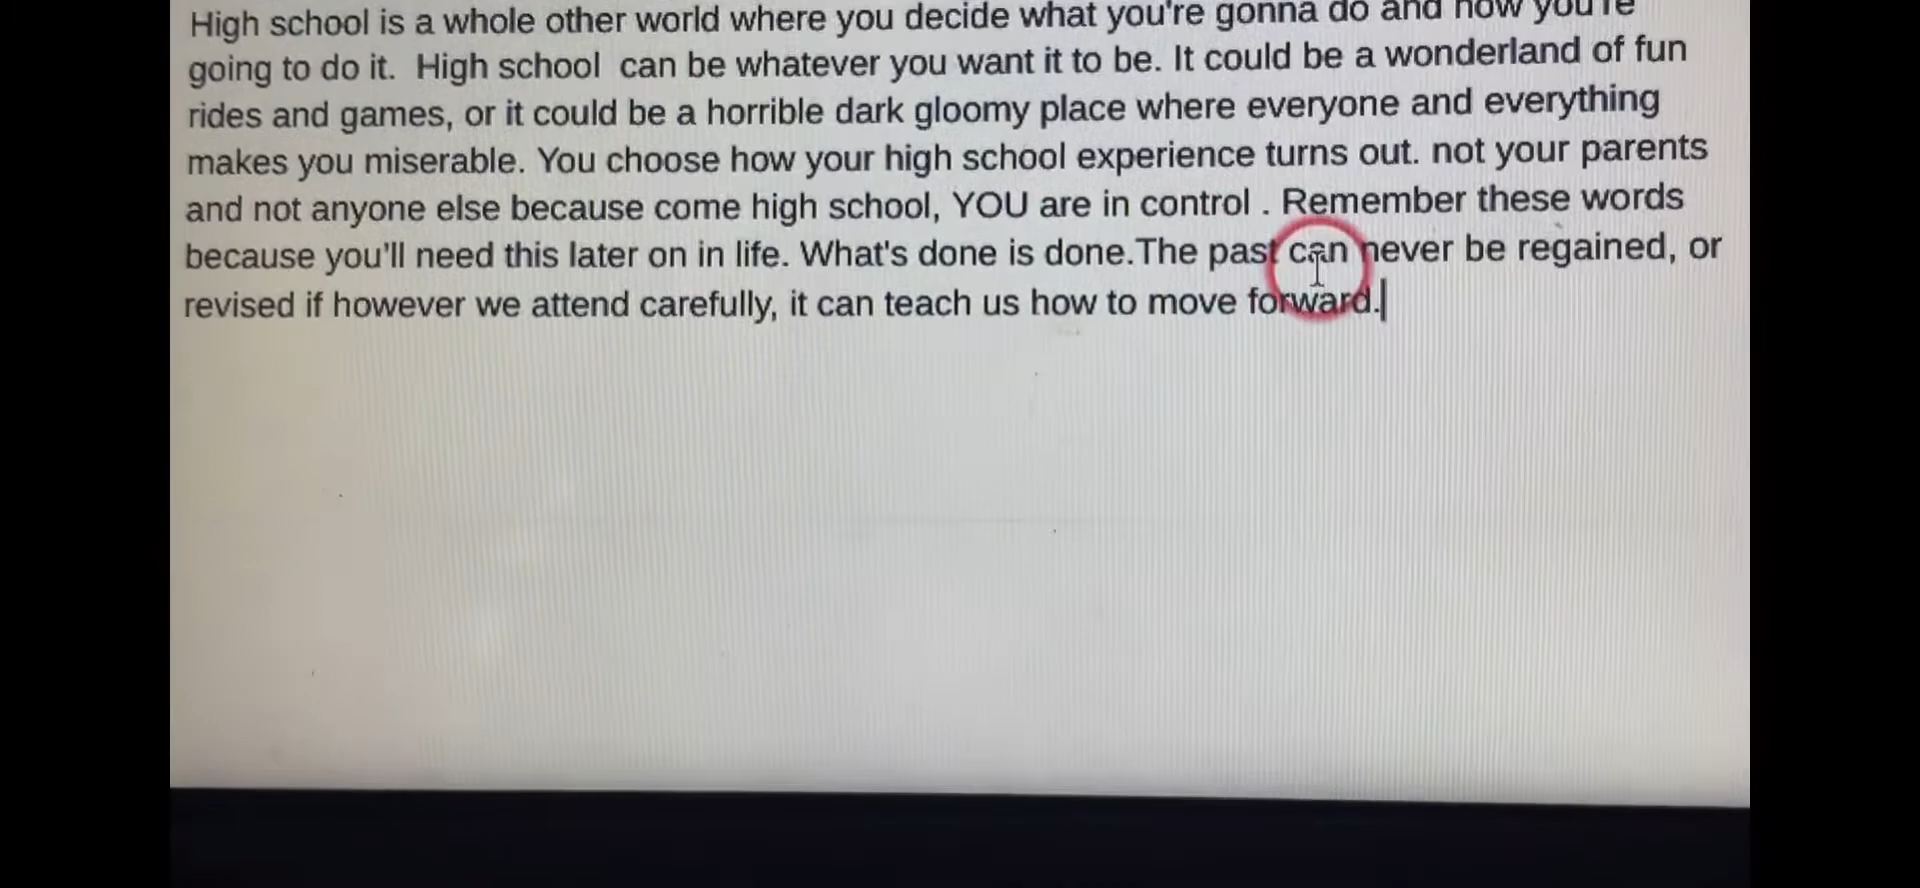 High school is a whole other world where you decide what you're gonna do and how you're
going to do it.  High school  can be whatever you want it to be. It could be a wonderland of fun
rides and games, or it could be a horrible dark gloomy place where everyone and everything
makes you miserable. You choose how your high school experience turns out. not your parents
and not anyone else because come high school, YOU are in control . Remember these words
because you'll need this later on in life. What's done is done.The past can never be regained, or
revised if however we attend carefully, it can teach us how to move forward.